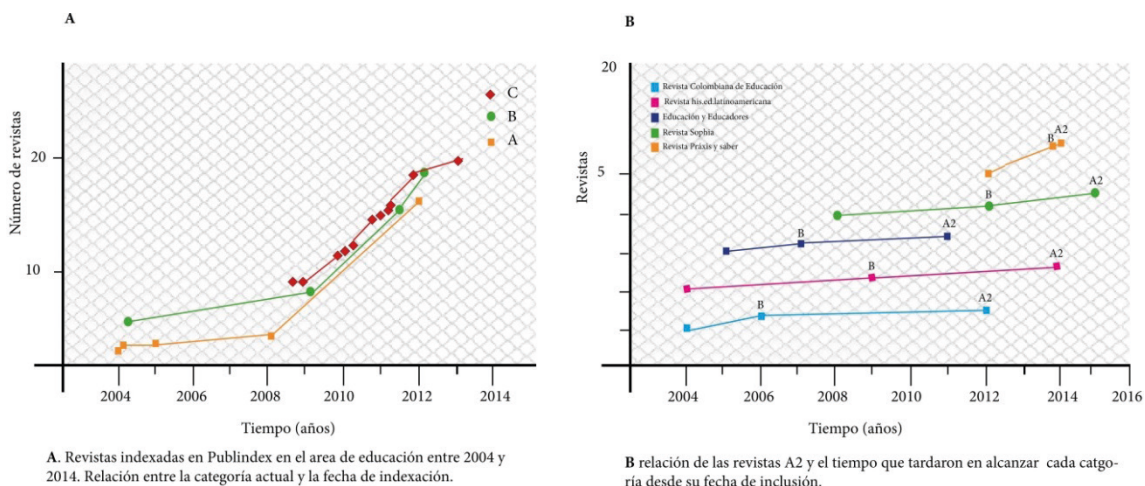 A
Número de revistas
20
10
C
B
A
2004
2006
2008
2010
2012
2014
Tiempo (años)
A. Revistas indexadas en Publindex en el area de educación entre 2004 y
2014. Relación entre la categoría actual y la fecha de indexación.
B
Revistas
20
5
Revista Colombiana de Educación
Revista his.ed.latinoamericana
Educación y Educadores
Revista Sophia
Revista Práxis y saber
A2
B
A2
B
A2
B
A2
B
A2
B
2004
2006
2008
2010
2012
2014
2016
Tiempo (años)
B relación de las revistas A2 y el tiempo que tardaron en alcanzar cada catgo-
ría desde su fecha de inclusión.